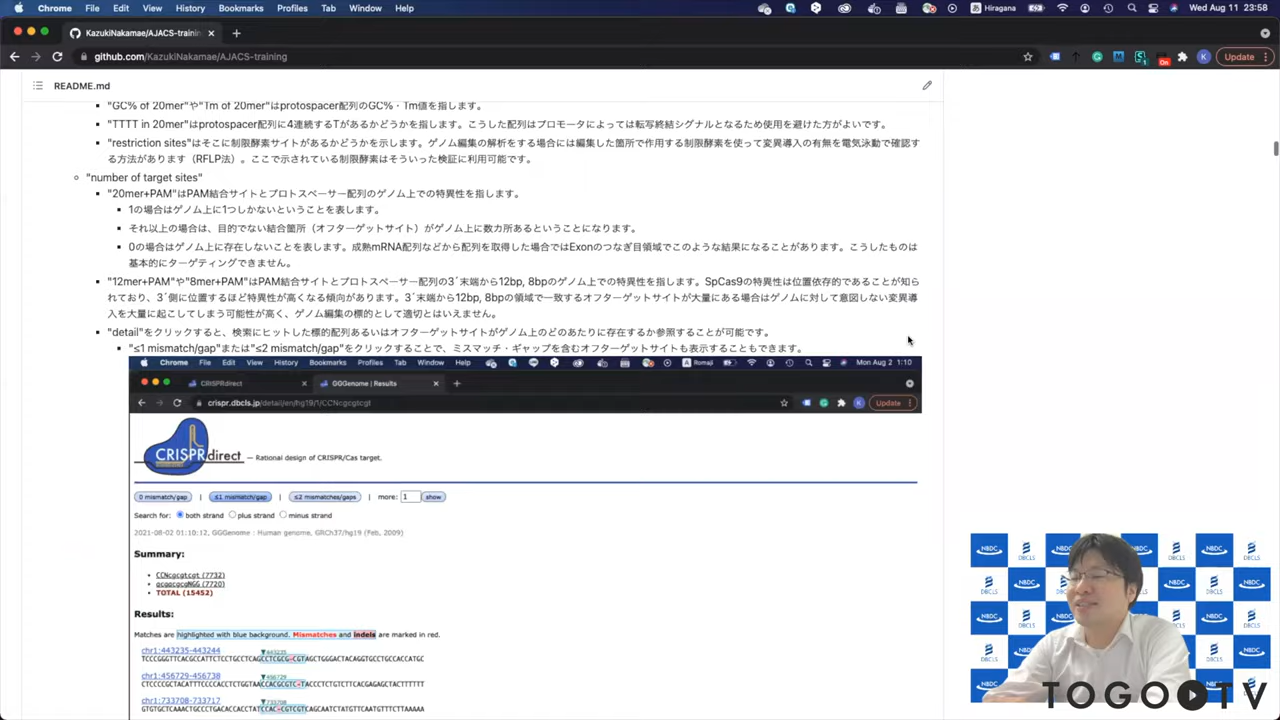 Chrome File Edit View History Bookmarks Profiles Tab Window Help Hiragana Wed Aug 11 23:58
KazukiNakamae/AJACS-trainin
github.com/KazukiNakamae/AJACS-training On K Update
README.md
"GC% of 20mer"や"Tm of 20mer"はprotospacer配列のGC%・Tm値を指します。
"TTTT in 20mer"はprotospacer配列に4連続するTがあるかどうかを指します。こうした配列はプロモータによっては転写終結シグナルとなるため使用を避けた方がよいです。
"restriction sites"はそこに制限酵素サイトがあるかどうかを示します。ゲノム編集の解析をする場合には編集した箇所で作用する制限酵素を使って変異導入の有無を電気泳動で確認す
る方法があります（RFLP法）。ここで示されている制限酵素はそういった検証に利用可能です。
"number of target sites"
"20mer+PAM"はPAM結合サイトとプロトスペーサー配列のゲノム上での特異性を指します。
1の場合はゲノム上に1つしかないということを表します。
それ以上の場合は、目的でない結合箇所（オフターゲットサイト）がゲノム上に数カ所あるということになります。
0の場合はゲノム上に存在しないことを表します。成熟mRNA配列などから配列を取得した場合ではExonのつなぎ目領域でこのような結果になることがあります。こうしたものは
基本的にターゲティングできません。
"12mer+PAM"や"8mer+PAM"はPAM結合サイトとプロトスペーサー配列の3´末端から12bp, 8bpのゲノム上での特異性を指します。SpCas9の特異性は位置依存的であることが知ら
れており、3´側に位置するほど特異性が高くなる傾向があります。3´末端から12bp, 8bpの領域で一致するオフターゲットサイトが大量にある場合はゲノムに対して意図しない変異導
入を大量に起こしてしまう可能性が高く、ゲノム編集の標的として適切とはいえません。
"detail"をクリックすると、検索にヒットした標的配列あるいはオフターゲットサイトがゲノム上のどのあたりに存在するか参照することが可能です。
"≤1 mismatch/gap"または"≤2 mismatch/gap"をクリックすることで、ミスマッチ・ギャップを含むオフターゲットサイトも表示することもできます。
Chrome File Edit View History Bookmarks Profiles Tab Window Help Romaji Mon Aug 2 1:10
CRISPRdirect GGGenome | Results
crispr.dbcls.jp/detail/en/hg19/1/CCNcgcgtcgt K Update
CRISPRdirect — Rational design of CRISPR/Cas target.
0 mismatch/gap | ≤1 mismatch/gap | ≤2 mismatches/gaps | more: 1 show
Search for: both strand plus strand minus strand
2021-08-02 01:10:12, GGGenome : Human genome, GRCh37/hg19 (Feb, 2009)
Summary:
CCNcgcgtcgt (7732)
acgacgcgNGG (7720)
TOTAL (15452)
Results:
Matches are highlighted with blue background. Mismatches and indels are marked in red.
chr1:443235-443244
443235
TCCCGGGTTCACGCCATTCTCCTGCCTCAGCCTCGCG-CGTAGCTGGGACTACAGGTGCCTGCCACCATGC
chr1:456729-456738
456729
CTCCCCGCTACATTTCCCACCTCTGGTAACCACGCGTC-TACCCTCTGTCTTCACGAGAGCTACTTTTTT
chr1:733708-733717
733708
GTGTGCTCAAACTGCCCTGACACCACCTATCCAC-CGTCGTCAGCAATCTATGTTCAATGTTTCTTAAAAA
NBDC DBCLS
TOGOTV